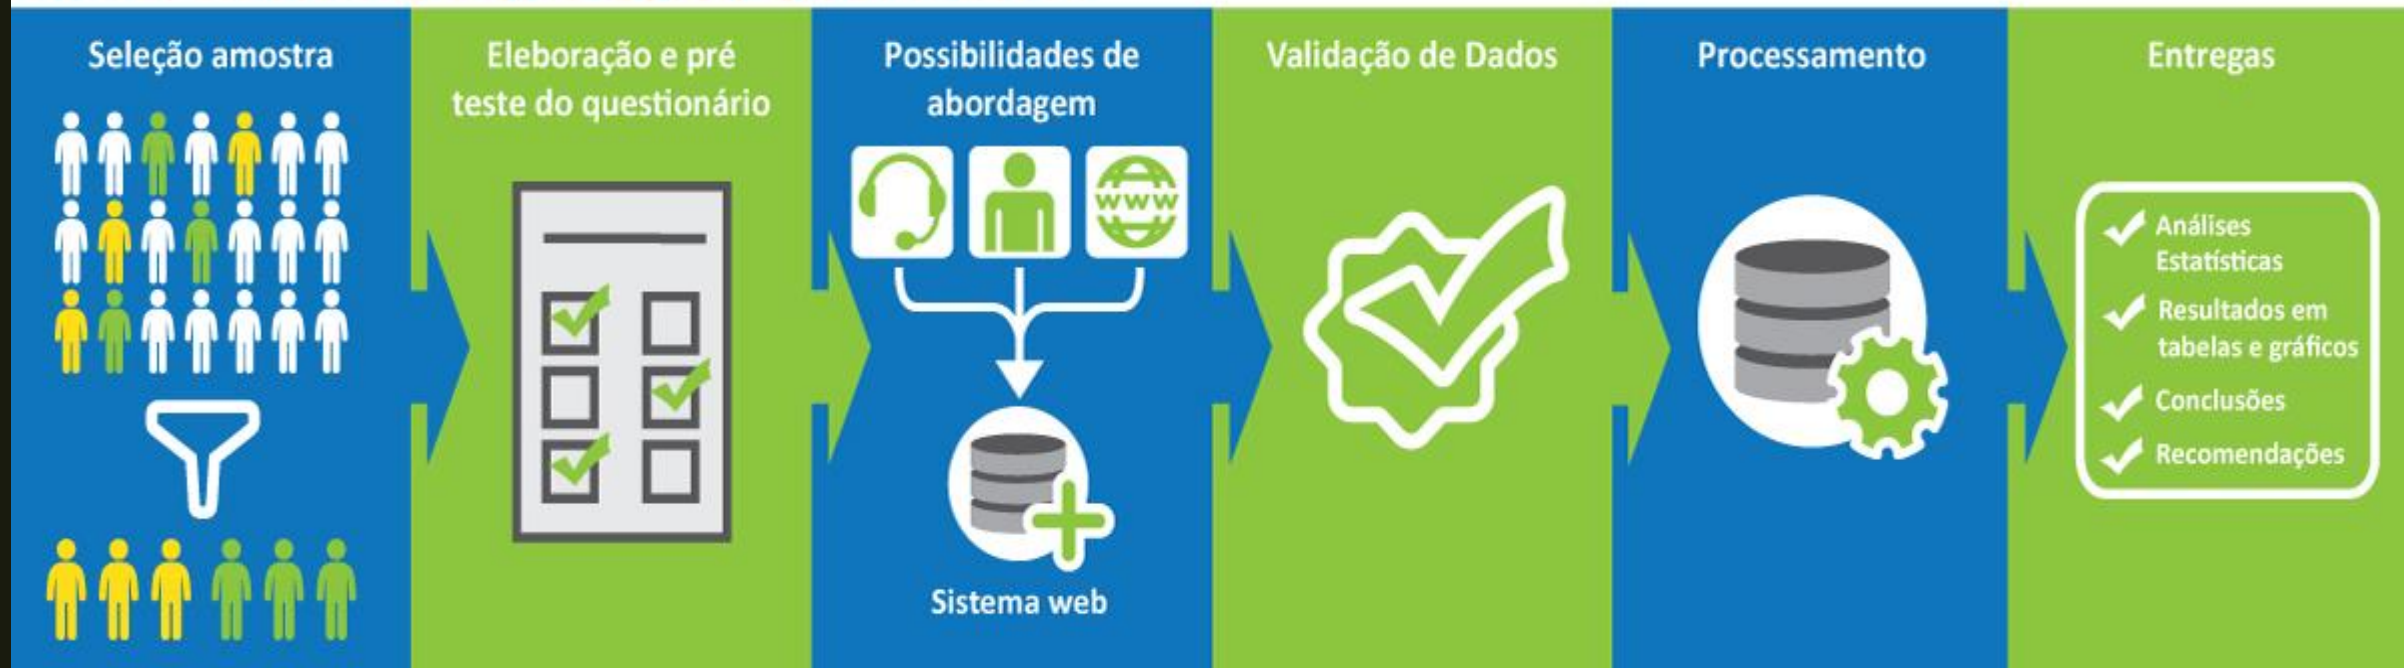 Seleção amostra
Eleboração e pré
teste do questionário
Possibilidades de
abordagem
www
Sistema web
Validação de Dados
Processamento
Entregas
Análises
Estatísticas
Resultados em
tabelas e gráficos
Conclusões
Recomendações